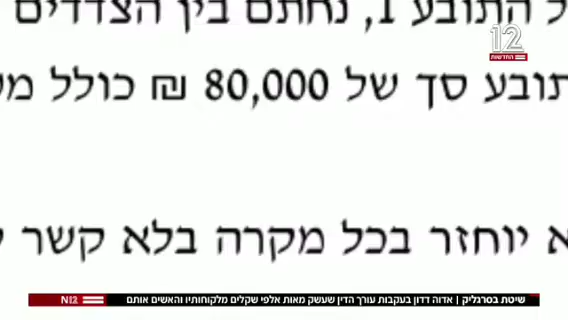 התובע 1, נחתם בין הצדדים
12
החדשות
סך של 80,000 ₪ כולל
יוחזר בכל מקרה בלא קשר
שיטת בסרגליק | אדוה דדון בעקבות עורך הדין שעשק מאות אלפי שקלים מלקוחותיו והאשים אותם
N12